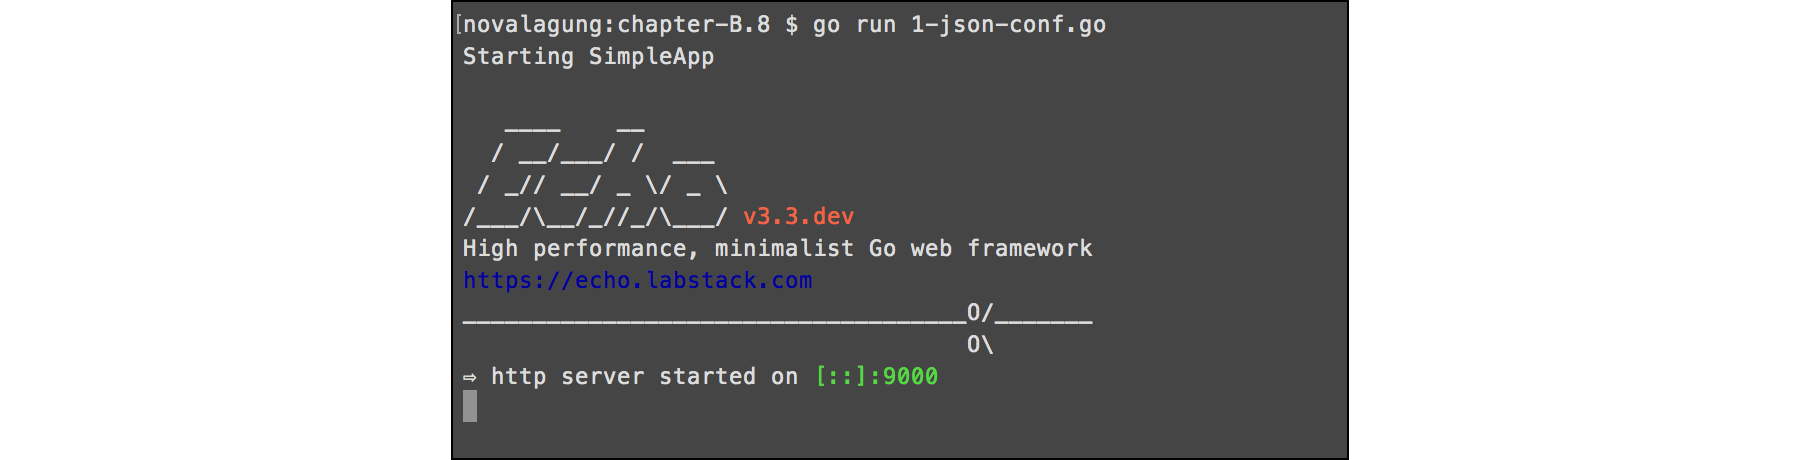 [novalagung:chapter-B.8 $ go run 1-json-conf.go
Starting SimpleApp
   ____    __
  / __/___/ /  ___
 / _// __/ _ \/ _ \
/___/\__/_//_/\___/ v3.3.dev
High performance, minimalist Go web framework
https://echo.labstack.com
____________________________________O/_______
                                    O\
⇨ http server started on [::]:9000